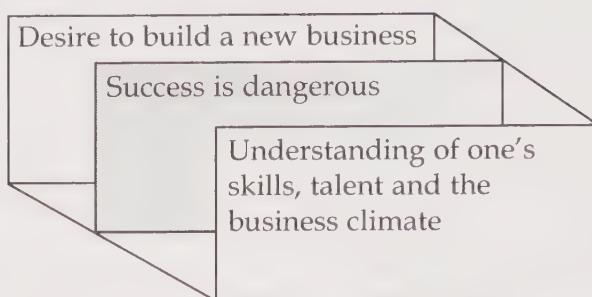 Desire to build a new business
Success is dangerous
Understanding of one's
skills, talent and the
business climate